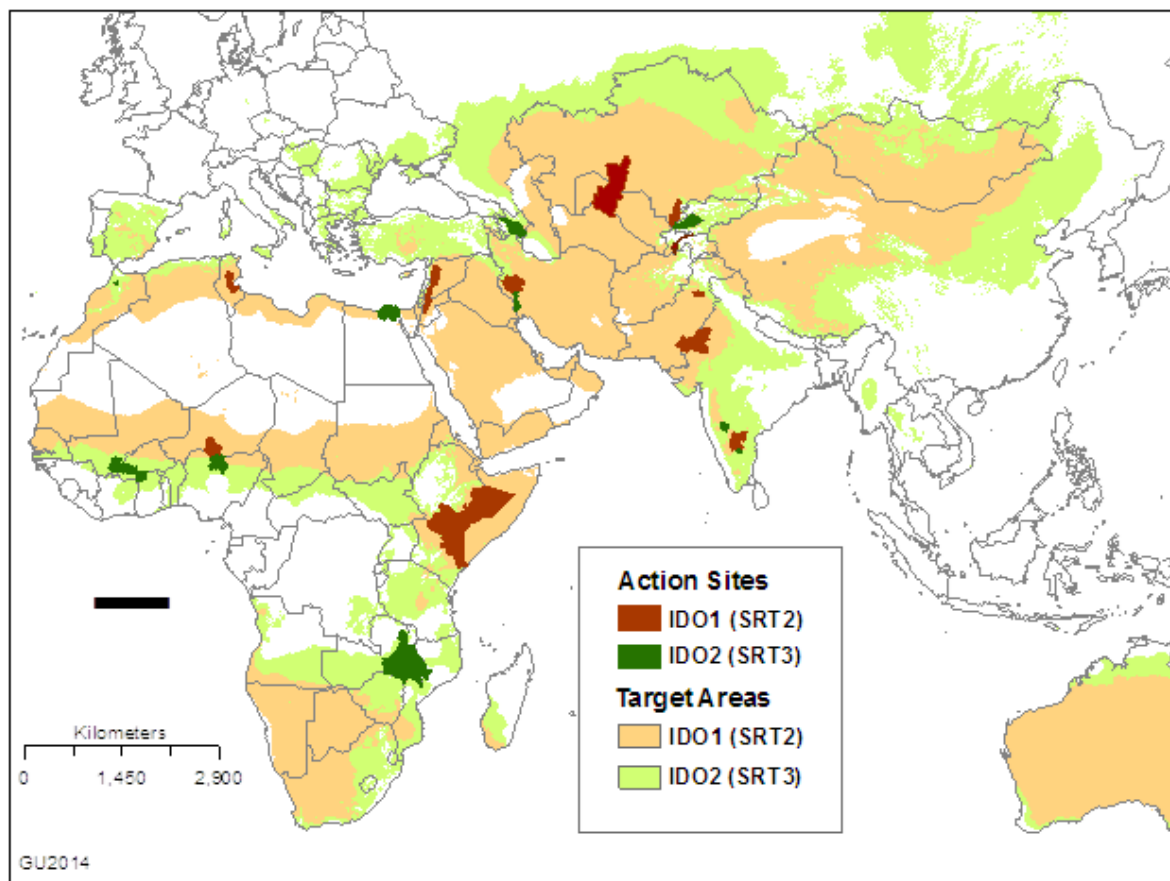 Action Sites
IDO1 (SRT2)
IDO2 (SRT3)
Target Areas
IDO1 (SRT2)
IDO2 (SRT3)
Kilometers
0 1,450 2,900
GU2014